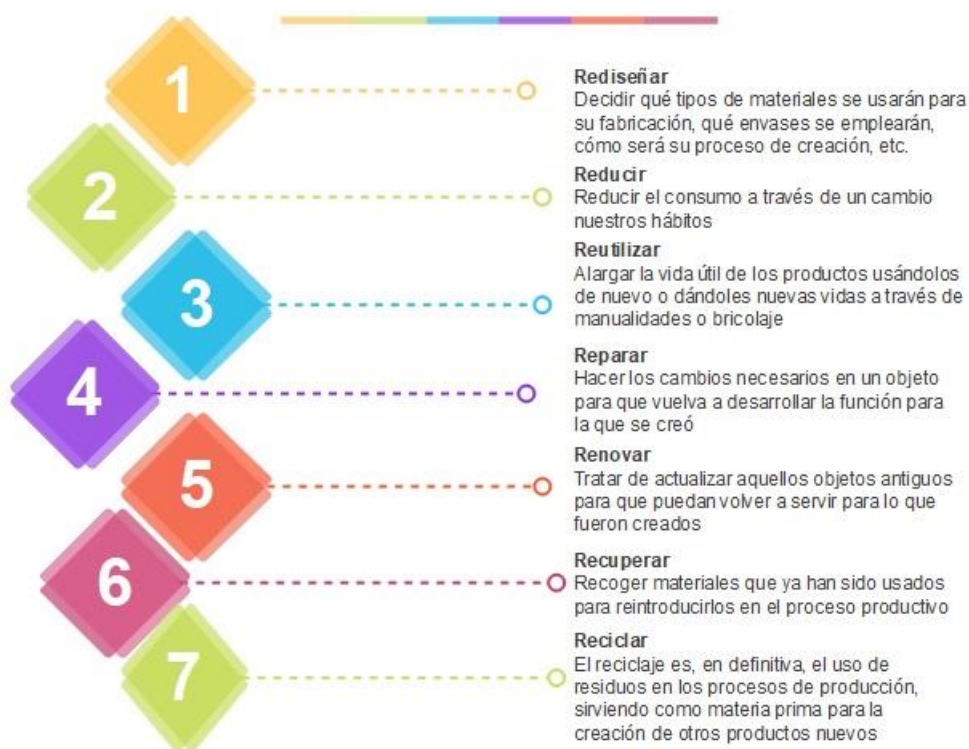 1
Rediseñar
Decidir qué tipos de materiales se usarán para
su fabricación, qué envases se emplearán,
cómo será su proceso de creación, etc.
2
Reducir
Reducir el consumo a través de un cambio
nuestros hábitos
3
Reutilizar
Alargar la vida útil de los productos usándolos
de nuevo o dándoles nuevas vidas a través de
manualidades o bricolaje
4
Reparar
Hacer los cambios necesarios en un objeto
para que vuelva a desarrollar la función para
la que se creó
5
Renovar
Tratar de actualizar aquellos objetos antiguos
para que puedan volver a servir para lo que
fueron creados
6
Recuperar
Recoger materiales que ya han sido usados
para reintroducirlos en el proceso productivo
7
Reciclar
El reciclaje es, en definitiva, el uso de
residuos en los procesos de producción,
sirviendo como materia prima para la
creación de otros productos nuevos